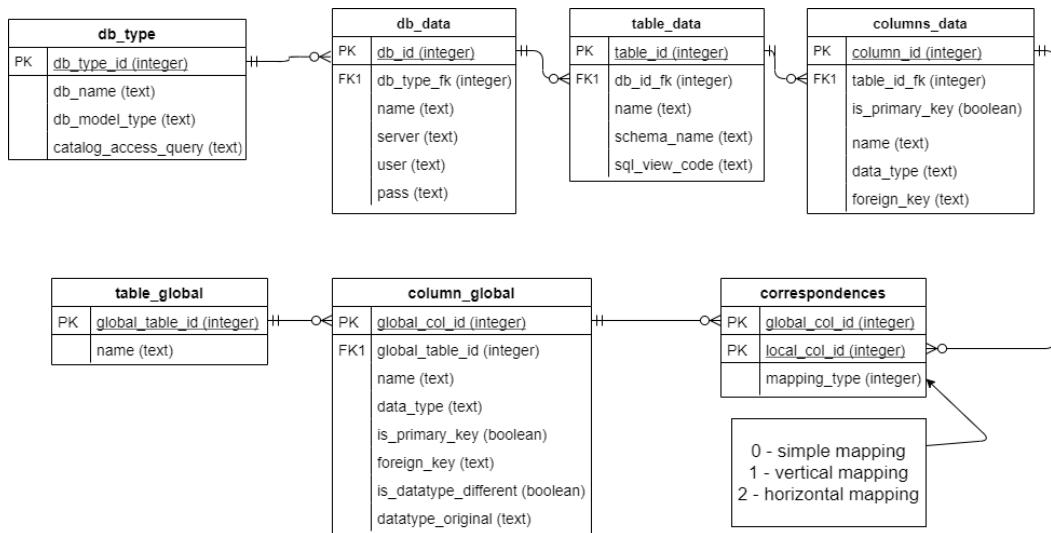 db_type
PK db_type_id (integer)
db_name (text)
db_model_type (text)
catalog_access_query (text)
db_data
PK db_id (integer)
FK1 db_type_fk (integer)
name (text)
server (text)
user (text)
pass (text)
table_data
PK table_id (integer)
FK1 db_id_fk (integer)
name (text)
schema_name (text)
sql_view_code (text)
columns_data
PK column_id (integer)
FK1 table_id_fk (integer)
is_primary_key (boolean)
name (text)
data_type (text)
foreign_key (text)
table_global
PK global_table_id (integer)
name (text)
column_global
PK global_col_id (integer)
FK1 global_table_id (integer)
name (text)
data_type (text)
is_primary_key (boolean)
foreign_key (text)
is_datatype_different (boolean)
datatype_original (text)
correspondences
PK global_col_id (integer)
PK local_col_id (integer)
mapping_type (integer)
0 - simple mapping
1 - vertical mapping
2 - horizontal mapping